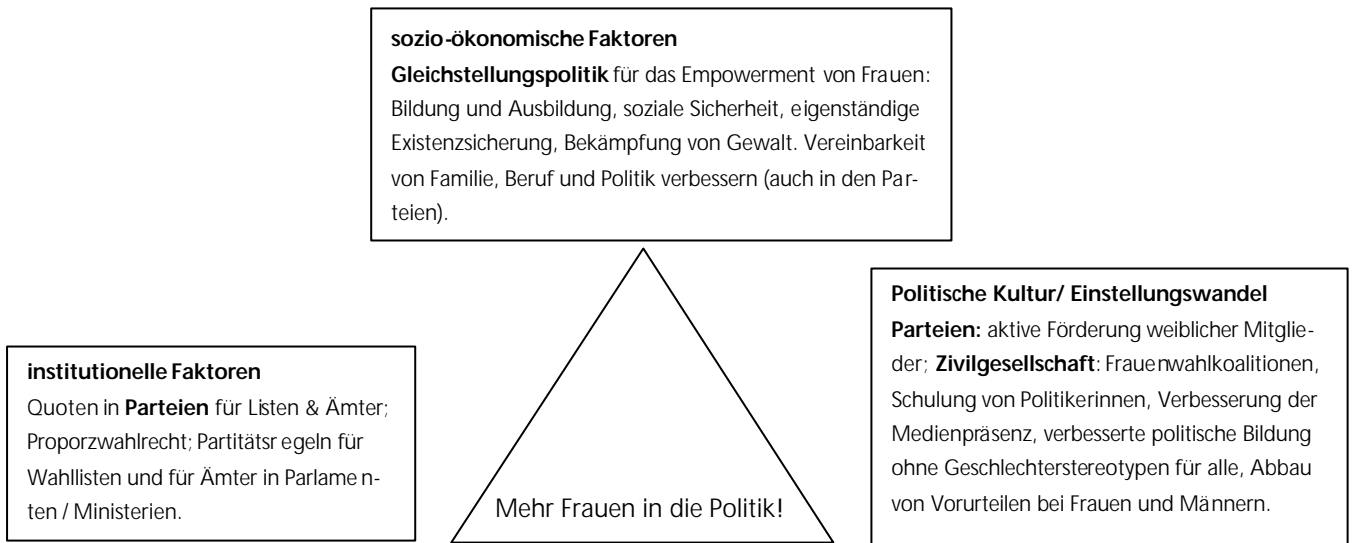 sozio-ökonomische Faktoren
Gleichstellungspolitik für das Empowerment von Frauen:
Bildung und Ausbildung, soziale Sicherheit, eigenständige
Existenzsicherung, Bekämpfung von Gewalt. Vereinbarkeit
von Familie, Beruf und Politik verbessern (auch in den Par-
teien).
institutionelle Faktoren
Quoten in Parteien für Listen & Ämter;
Proporzwahlrecht; Partitätsregeln für
Wahllisten und für Ämter in Parlamen-
ten / Ministerien.
Mehr Frauen in die Politik!
Politische Kultur/ Einstellungswandel
Parteien: aktive Förderung weiblicher Mitglie-
der; Zivilgesellschaft: Frauenwahlkoalitionen,
Schulung von Politikerinnen, Verbesserung der
Medienpräsenz, verbesserte politische Bildung
ohne Geschlechterstereotypen für alle, Abbau
von Vorurteilen bei Frauen und Männern.